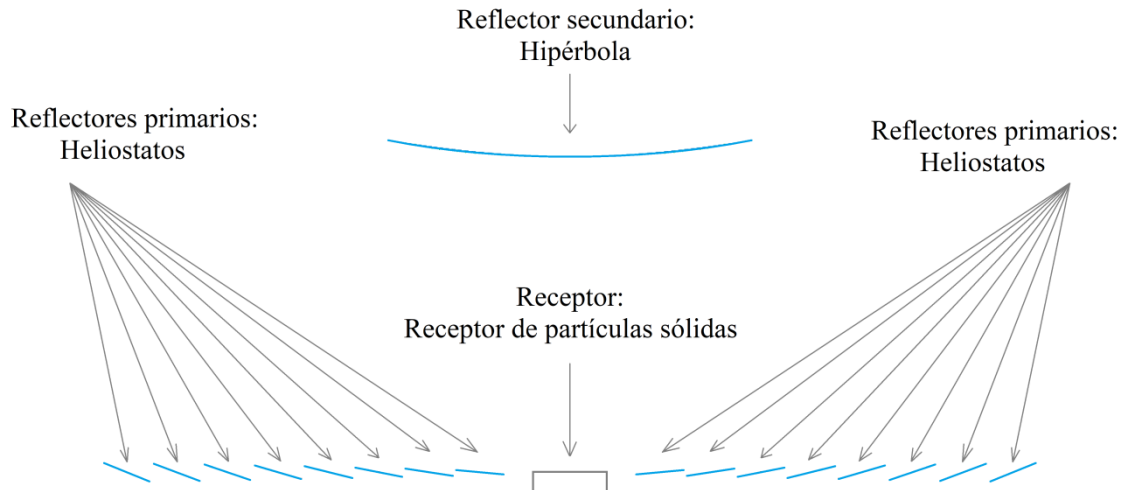 Reflector secundario:
Hipérbola
Reflectores primarios:
Heliostatos
Reflectores primarios:
Heliostatos
Receptor:
Receptor de partículas sólidas